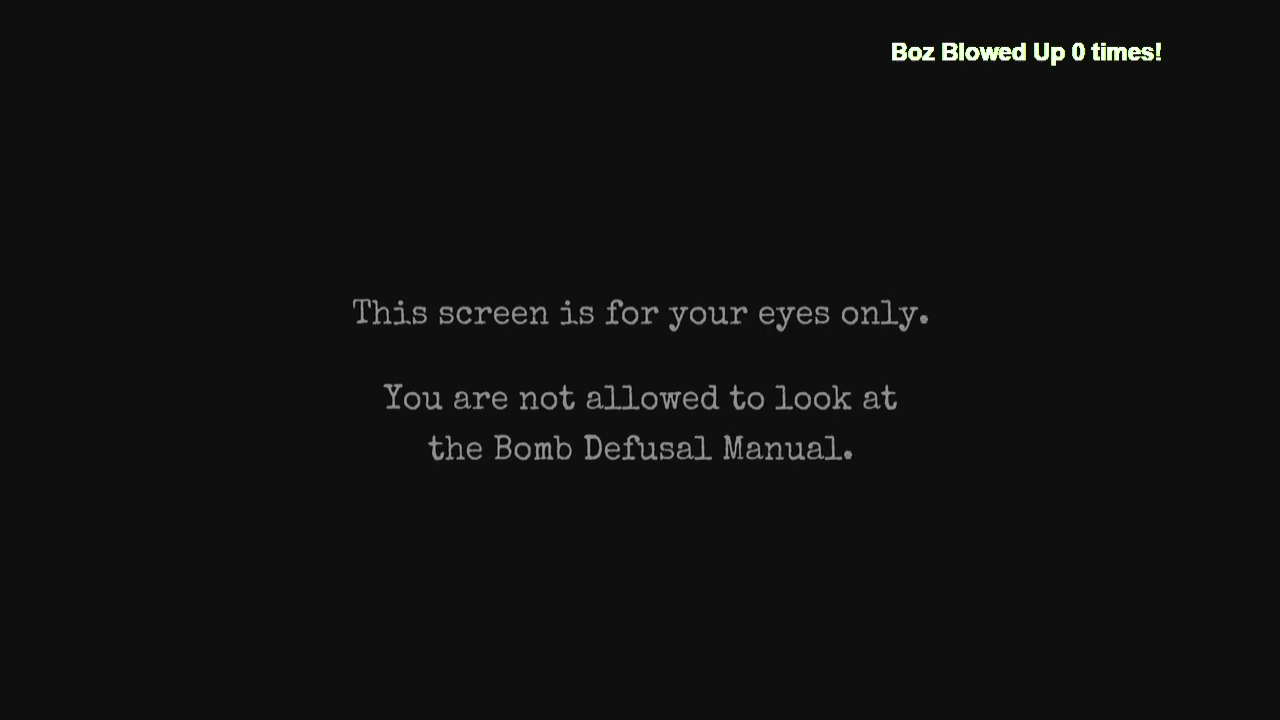 Boz Blowed Up 0 times!
This screen is for your eyes only.
You are not allowed to look at
the Bomb Defusal Manual.